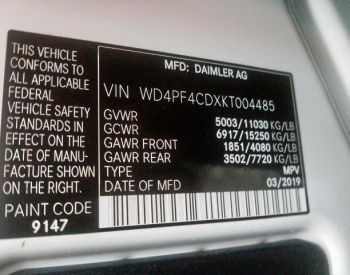 THIS VEHICLE
CONFORMS TO
ALL APPLICABLE
FEDERAL
VEHICLE SAFETY
STANDARDS IN
EFFECT ON THE
DATE OF MANU-
FACTURE SHOWN
ON THE RIGHT.
PAINT CODE
9147
MFD: DAIMLER AG
VIN WD4PF4CDXKT004485
GVWR 5003/11030 KG/LB
GCWR 6917/15250 KG/LB
GAWR FRONT 1851/4080 KG/LB
GAWR REAR 3502/7720 KG/LB
TYPE MPV
DATE OF MFD 03/2019